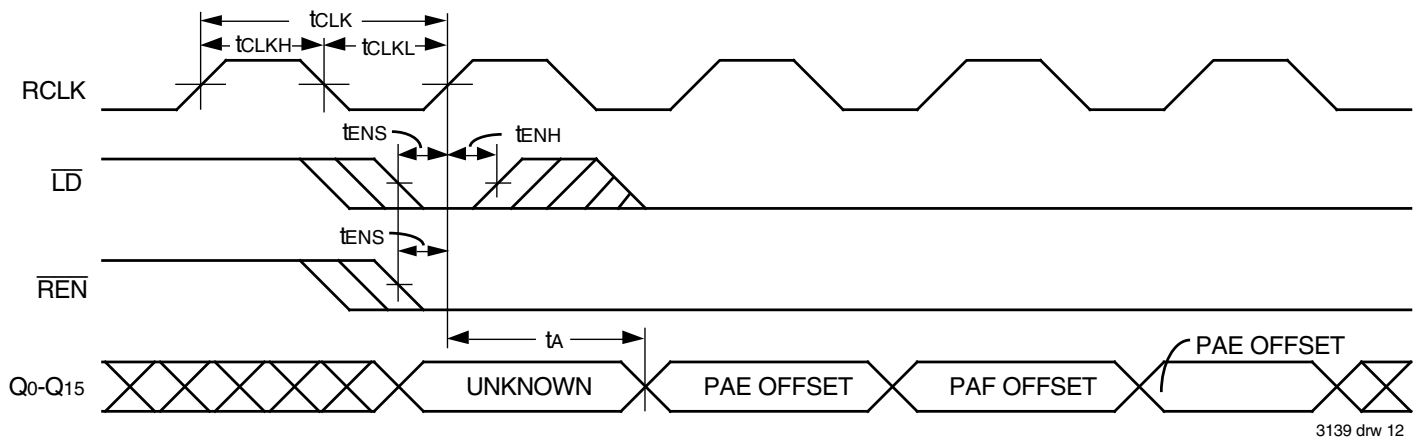 tCLK
tCLKH
tCLKL
RCLK
tENS
tENH
LD
tENS
REN
tA
PAE OFFSET
Q0-Q15
UNKNOWN
PAE OFFSET
PAF OFFSET
3139 drw 12